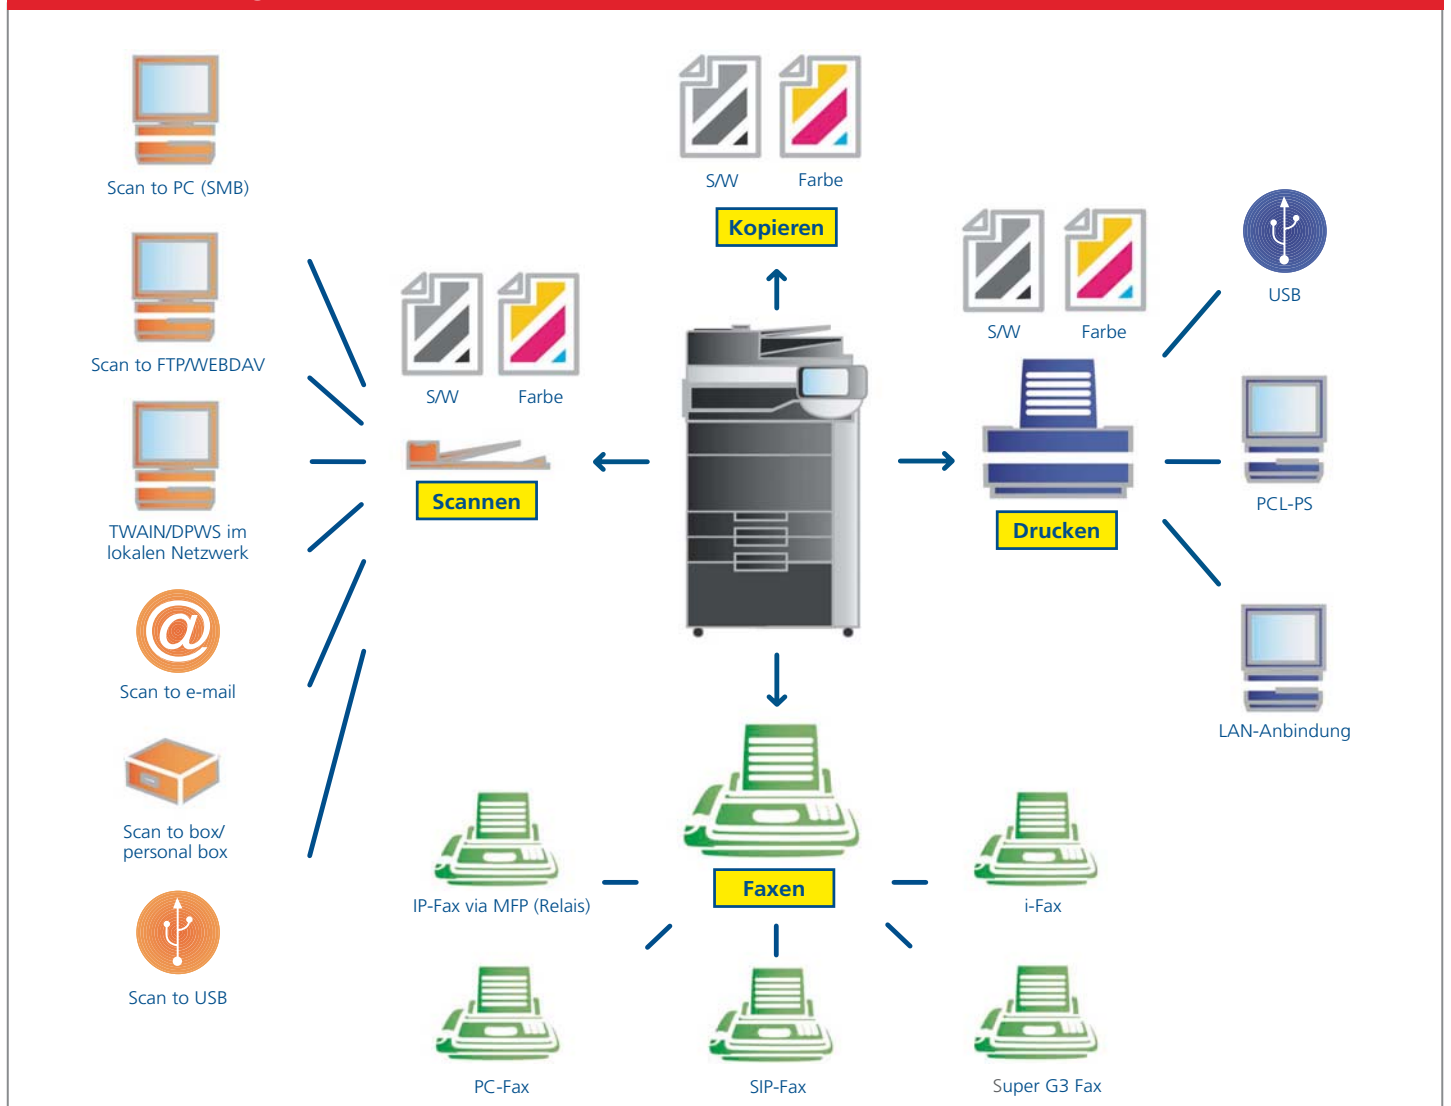 Scan to PC (SMB)
Scan to FTP/WEBDAV
TWAIN/DPWS im
lokalen Netzwerk
Scan to e-mail
Scan to box/
personal box
Scan to USB
S/W
Farbe
Scannen
S/W
Farbe
Kopieren
S/W
Farbe
Drucken
USB
PCL-PS
LAN-Anbindung
Faxen
IP-Fax via MFP (Relais)
i-Fax
PC-Fax
SIP-Fax
Super G3 Fax